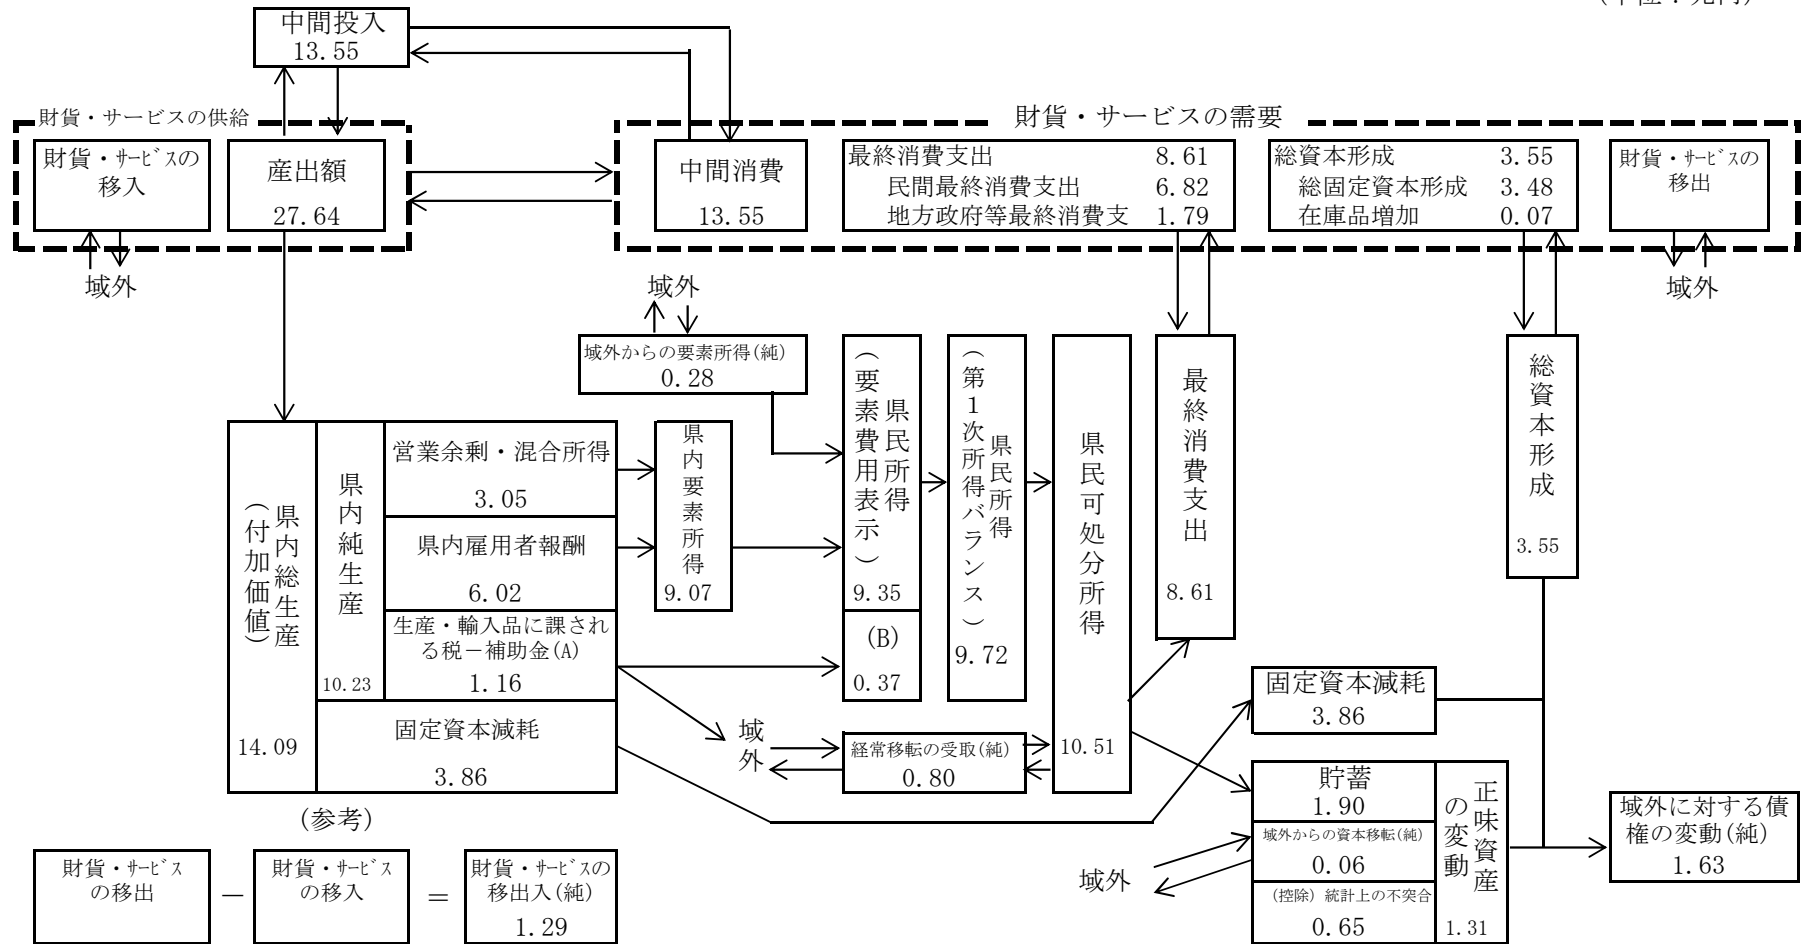 (単位：兆円)
中間投入
13.55
財貨・サービスの供給
財貨・サービスの
移入
産出額
27.64
財貨・サービスの需要
中間消費
13.55
最終消費支出 8.61
民間最終消費支出 6.82
地方政府等最終消費支 1.79
総資本形成 3.55
総固定資本形成 3.48
在庫品増加 0.07
財貨・サービスの
移出
域外
域外
域外
域外からの要素所得(純)
0.28
県内総生産
(付加価値)
14.09
県内純生産
10.23
営業余剰・混合所得
3.05
県内雇用者報酬
6.02
生産・輸入品に課され
る税－補助金(A)
1.16
固定資本減耗
3.86
県内要素所得
9.07
県民所得
(要素費用表示)
9.35
(B)
0.37
県民所得
(第1次所得バランス)
9.72
県民可処分所得
10.51
最終消費支出
8.61
総資本形成
3.55
域外
経常移転の受取(純)
0.80
固定資本減耗
3.86
貯蓄
1.90
域外からの資本移転(純)
0.06
(控除) 統計上の不突合
0.65
正味資産
の変動
1.31
域外
域外に対する債
権の変動(純)
1.63
(参考)
財貨・サービス
の移出
－
財貨・サービス
の移入
＝
財貨・サービスの
移出入(純)
1.29